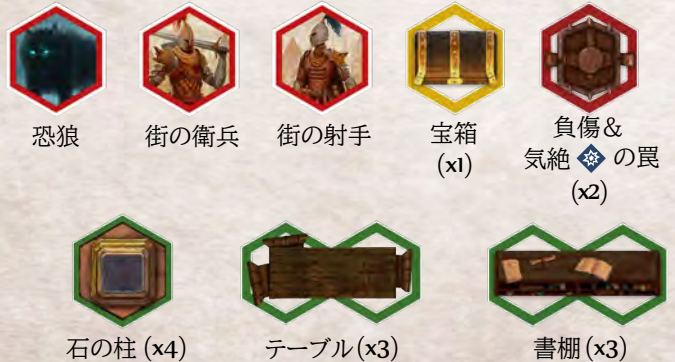 恐狼
街の衛兵
街の射手
宝箱
(x1)
負傷&
気絶 の罠
(x2)
石の柱 (x4)
テーブル (x3)
書棚 (x3)